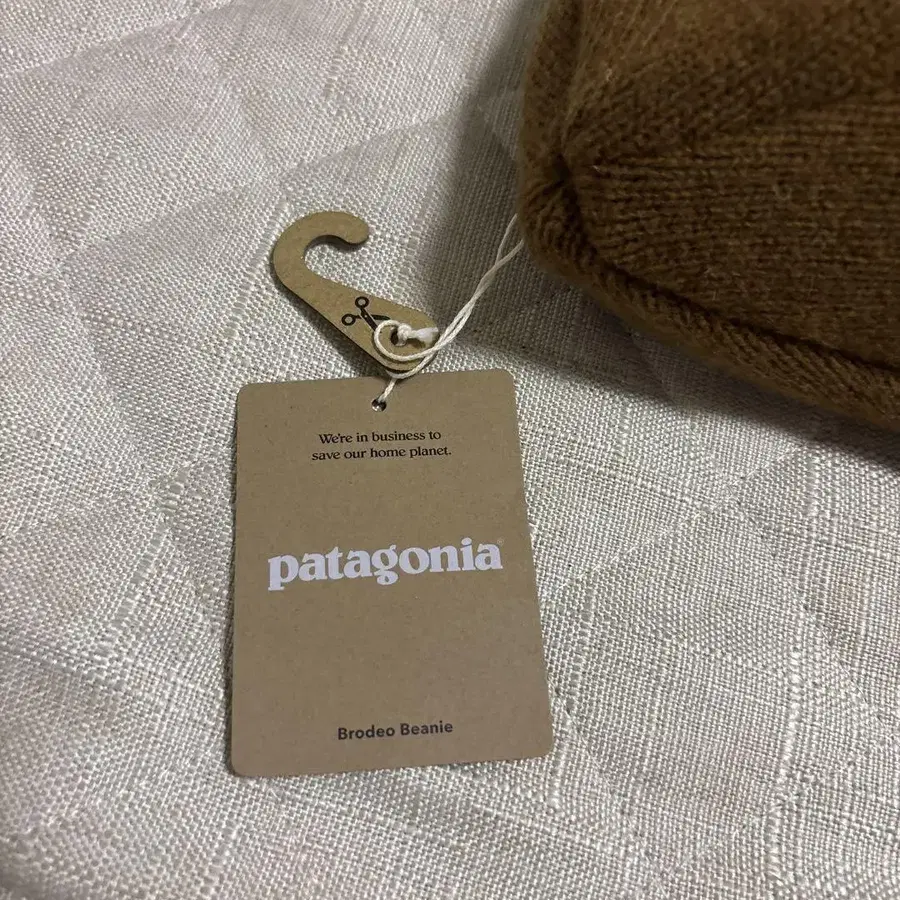 We're in business to
save our home planet.
patagonia®
Brodeo Beanie